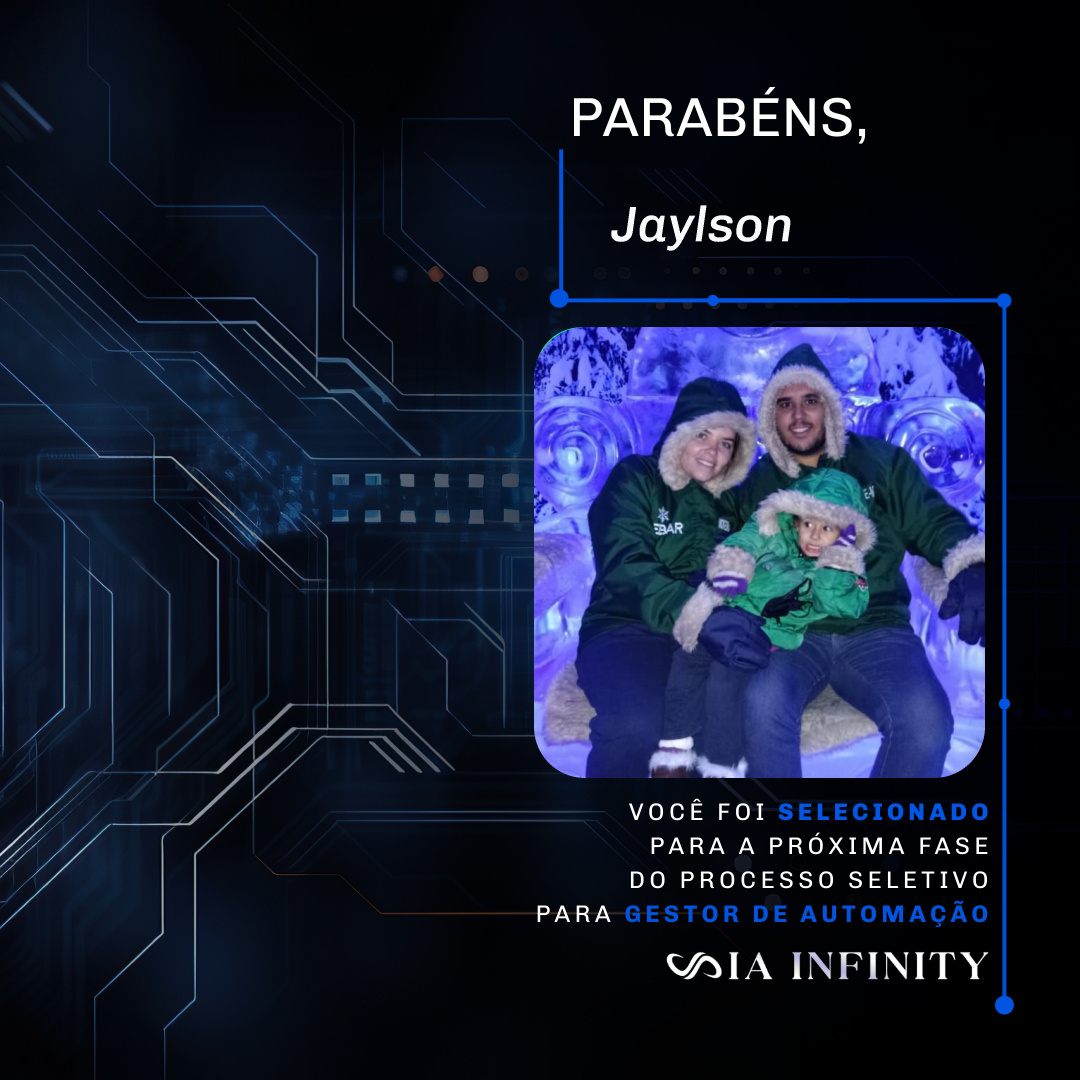 PARABÉNS,
Jaylson
VOCÊ FOI SELECIONADO
PARA A PRÓXIMA FASE
DO PROCESSO SELETIVO
PARA GESTOR DE AUTOMAÇÃO
IA INFINITY